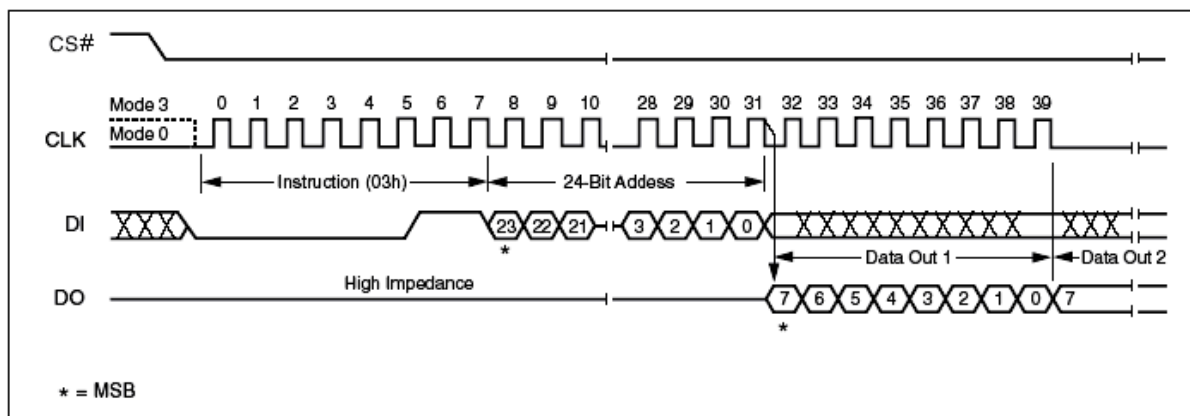 CS#
Mode 3
0 1 2 3 4 5 6 7 8 9 10 28 29 30 31 32 33 34 35 36 37 38 39
Mode 0
CLK
Instruction (03h) 24-Bit Addess
DI 23 22 21 3 2 1 0
* Data Out 1 Data Out 2
High Impedance
DO 7 6 5 4 3 2 1 0 7
*
* = MSB